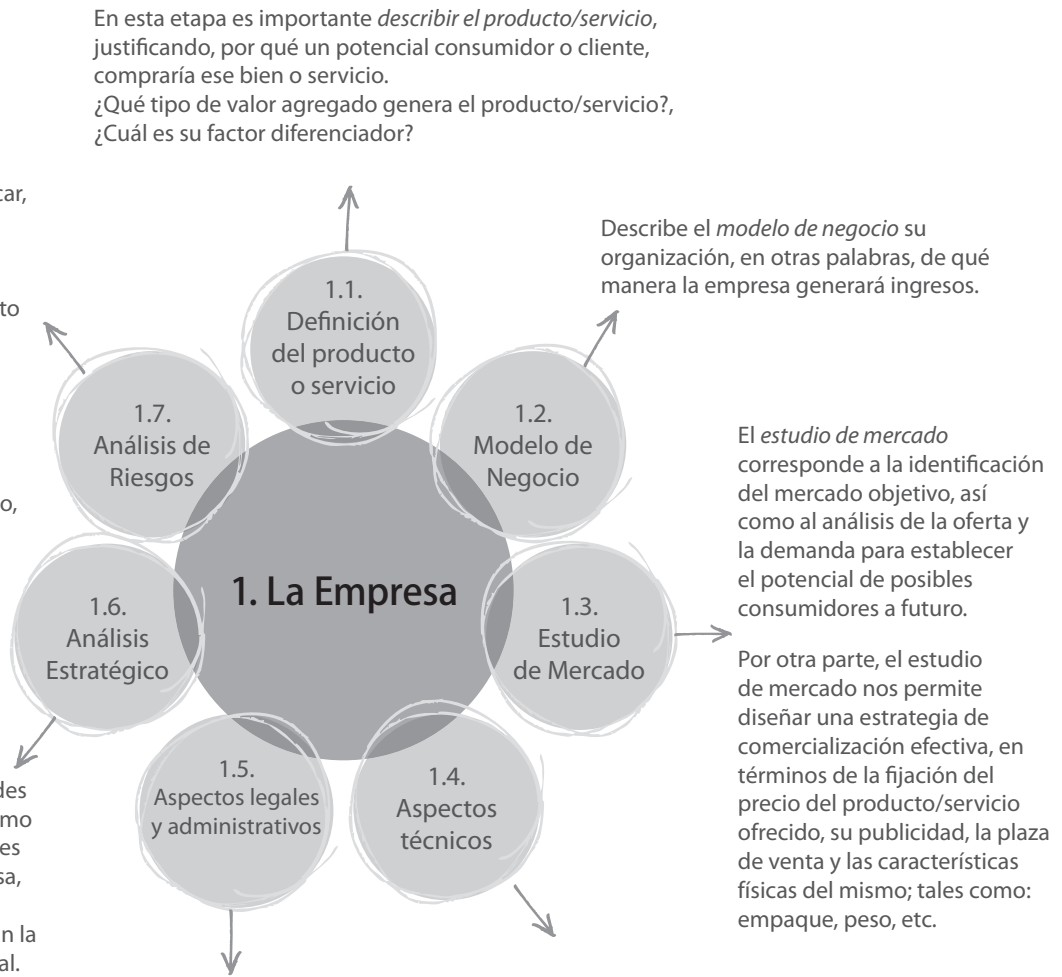 En esta etapa es importante describir el producto/servicio,
justificando, por qué un potencial consumidor o cliente,
compraría ese bien o servicio.
¿Qué tipo de valor agregado genera el producto/servicio?,
¿Cuál es su factor diferenciador?
Describe el modelo de negocio su
organización, en otras palabras, de qué
manera la empresa generará ingresos.
1.1.
Definición
del producto
o servicio
1.2.
Modelo de
Negocio
1.7.
Análisis de
Riesgos
El estudio de mercado
corresponde a la identificación
del mercado objetivo, así
como al análisis de la oferta y
la demanda para establecer
el potencial de posibles
consumidores a futuro.
Por otra parte, el estudio
de mercado nos permite
diseñar una estrategia de
comercialización efectiva, en
términos de la fijación del
precio del producto/servicio
ofrecido, su publicidad, la plaza
de venta y las características
físicas del mismo; tales como:
empaque, peso, etc.
1. La Empresa
1.3.
Estudio
de Mercado
1.6.
Análisis
Estratégico
1.5.
Aspectos legales
y administrativos
1.4.
Aspectos
técnicos
car,
to
o,
des
mo
es
sa,
n la
al.